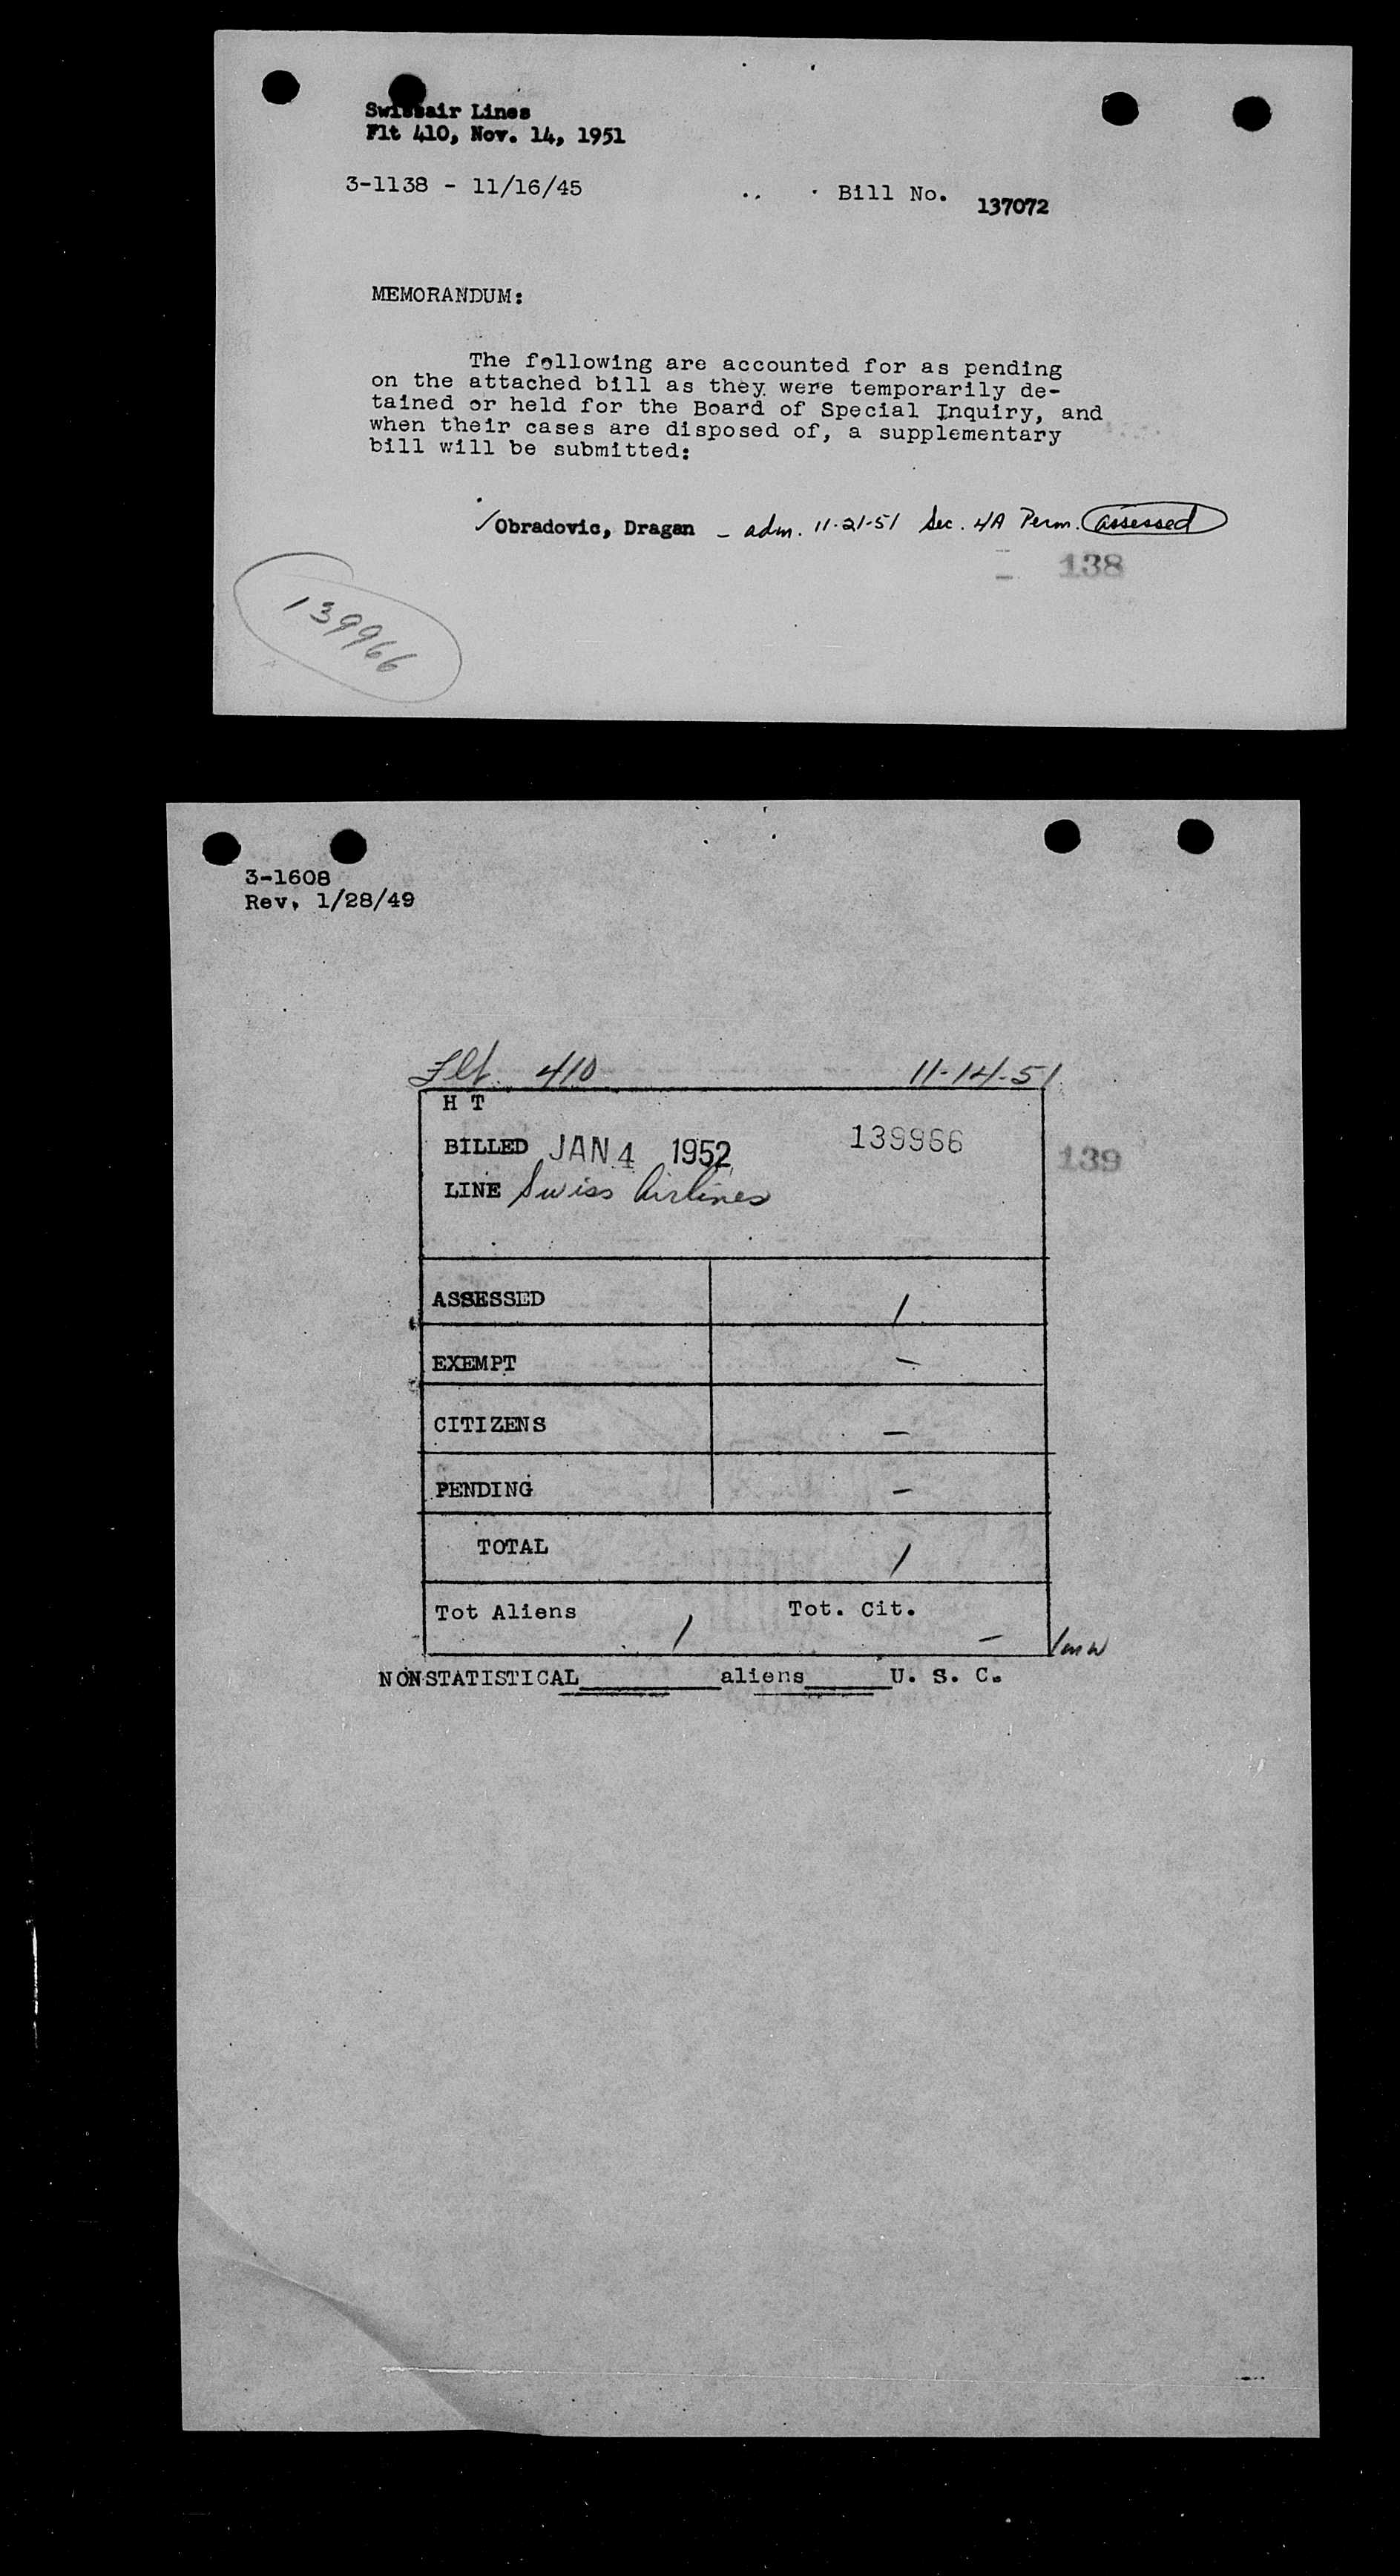 Swissair Lines
Flt 410, Nov. 14, 1951
3-1138 - 11/16/45 Bill No. 137072
MEMORANDUM:
The following are accounted for as pending
on the attached bill as they were temporarily de-
tained or held for the Board of Special Inquiry, and
when their cases are disposed of, a supplementary
bill will be submitted:
✓Obradovic, Dragan - adm. 11-21-51 Sec. 4A Perm. assessed
- 138
139966
3-1608
Rev. 1/28/49
Flt. 410 11-14-51
H T
BILLED JAN 4 1952 139966
139
LINE Swiss Airlines
ASSESSED 1
EXEMPT -
CITIZENS -
PENDING -
TOTAL 1
Tot Aliens 1 Tot. Cit. -
NONSTATISTICAL aliens U. S. C.